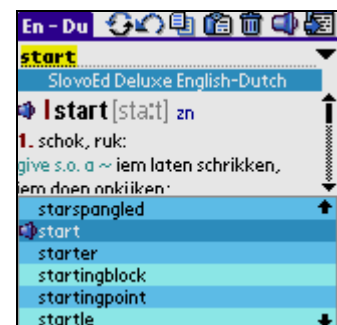 En - Du
start
SlovoEd Deluxe English-Dutch
I start [sta:t] zn
1. schok, ruk:
give s.o. a ~ iem laten schrikken,
iem doen opkijken:
starspangled
start
starter
startingblock
startingpoint
startle